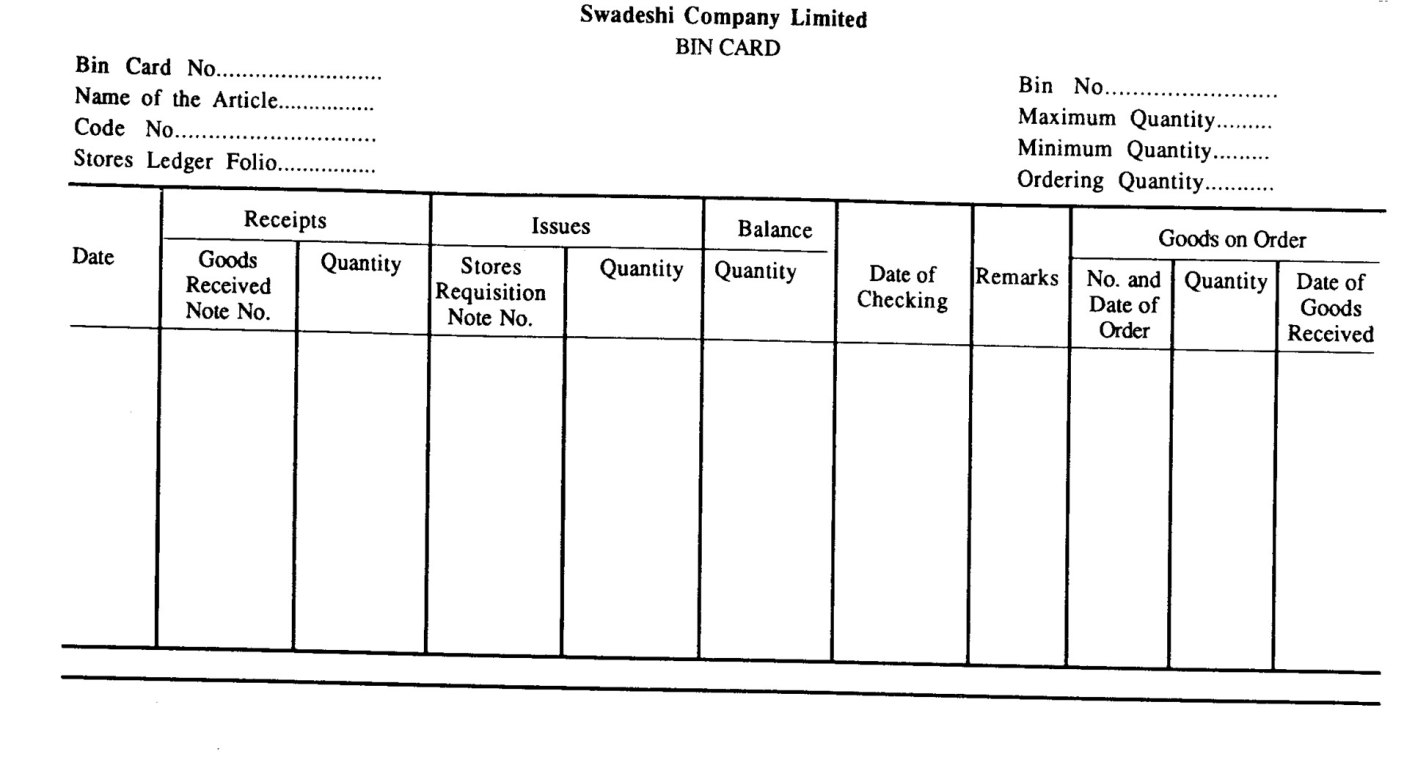 Swadeshi Company Limited
BIN CARD
Bin Card No..........................
Name of the Article...............
Code No...............................
Stores Ledger Folio...............
Bin No...........................
Maximum Quantity.........
Minimum Quantity.........
Ordering Quantity...........
Date
Receipts
Goods
Received
Note No.
Quantity
Issues
Stores
Requisition
Note No.
Quantity
Balance
Quantity
Date of
Checking
Remarks
Goods on Order
No. and
Date of
Order
Quantity
Date of
Goods
Received